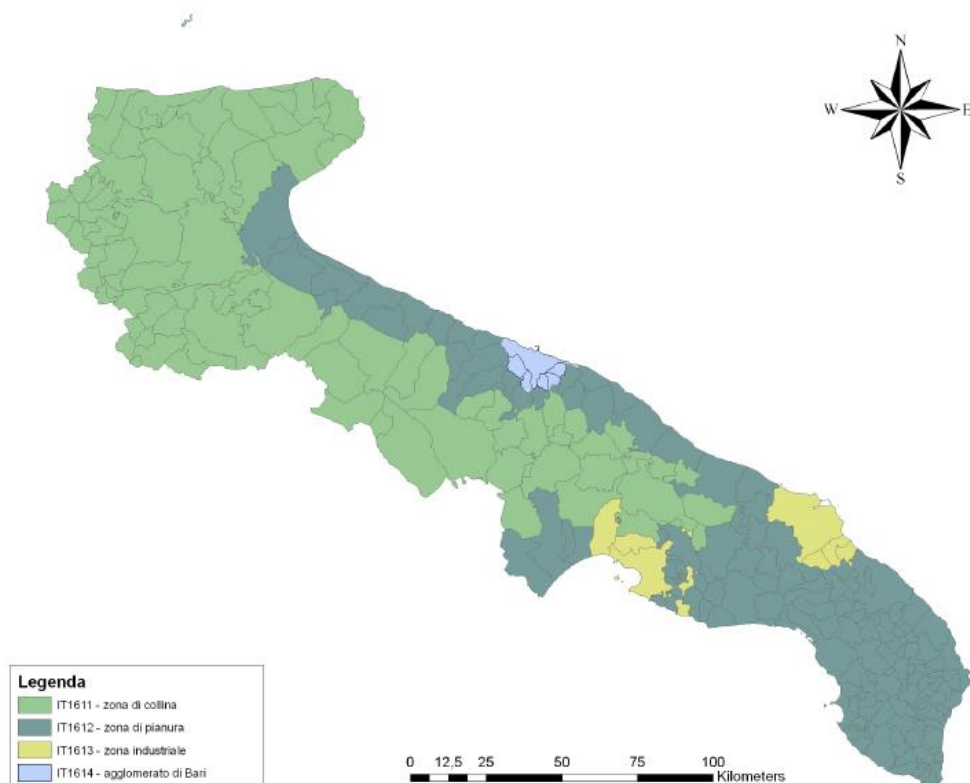 N
W E
S
Legenda
IT1611 - zona di collina
IT1612 - zona di pianura
IT1613 - zona industriale
IT1614 - agglomerato di Bari
0 12,5 25 50 75 100
Kilometers